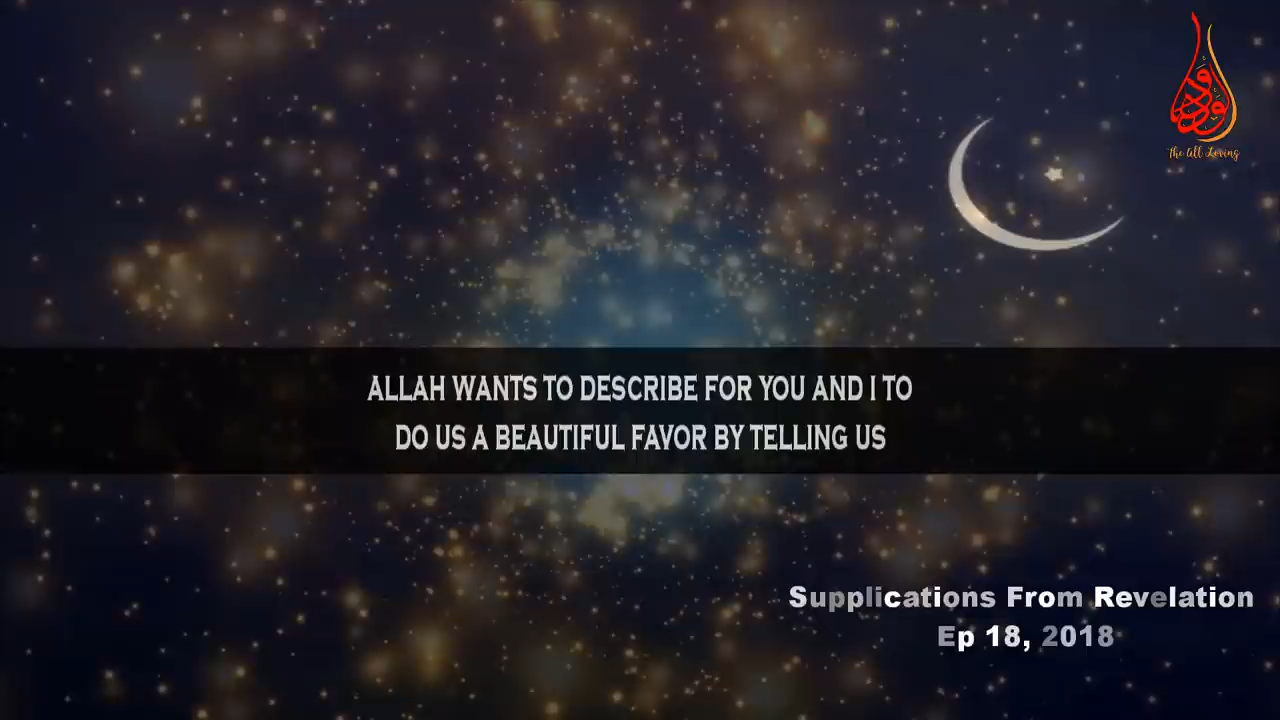 الودود
The All Loving
ALLAH WANTS TO DESCRIBE FOR YOU AND I TO
DO US A BEAUTIFUL FAVOR BY TELLING US
Supplications From Revelation
Ep 18, 2018